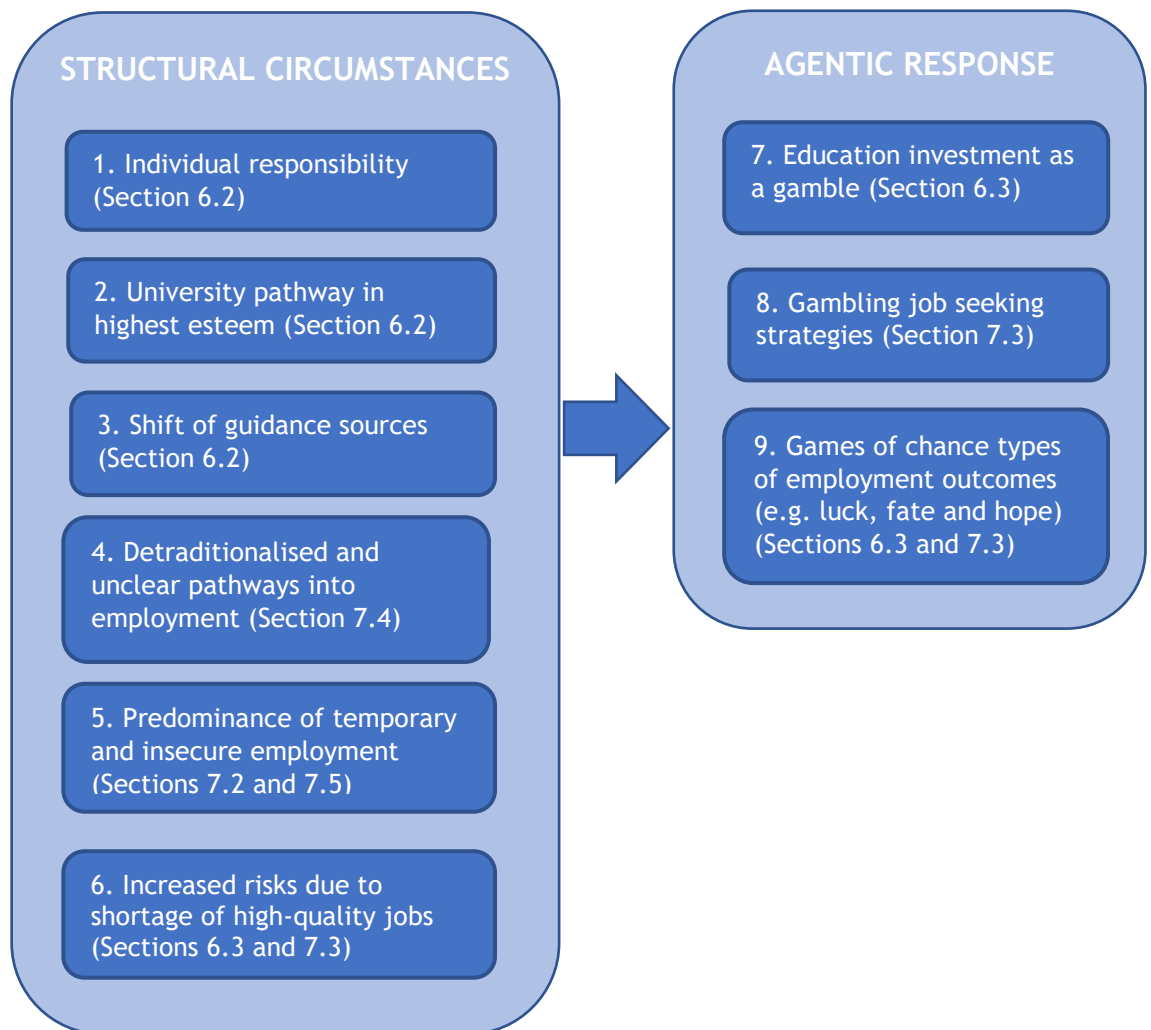 STRUCTURAL CIRCUMSTANCES
1. Individual responsibility
(Section 6.2)
2. University pathway in
highest esteem (Section 6.2)
3. Shift of guidance sources
(Section 6.2)
4. Detraditionalised and
unclear pathways into
employment (Section 7.4)
5. Predominance of temporary
and insecure employment
(Sections 7.2 and 7.5)
6. Increased risks due to
shortage of high-quality jobs
(Sections 6.3 and 7.3)
AGENTIC RESPONSE
7. Education investment as
a gamble (Section 6.3)
8. Gambling job seeking
strategies (Section 7.3)
9. Games of chance types
of employment outcomes
(e.g. luck, fate and hope)
(Sections 6.3 and 7.3)